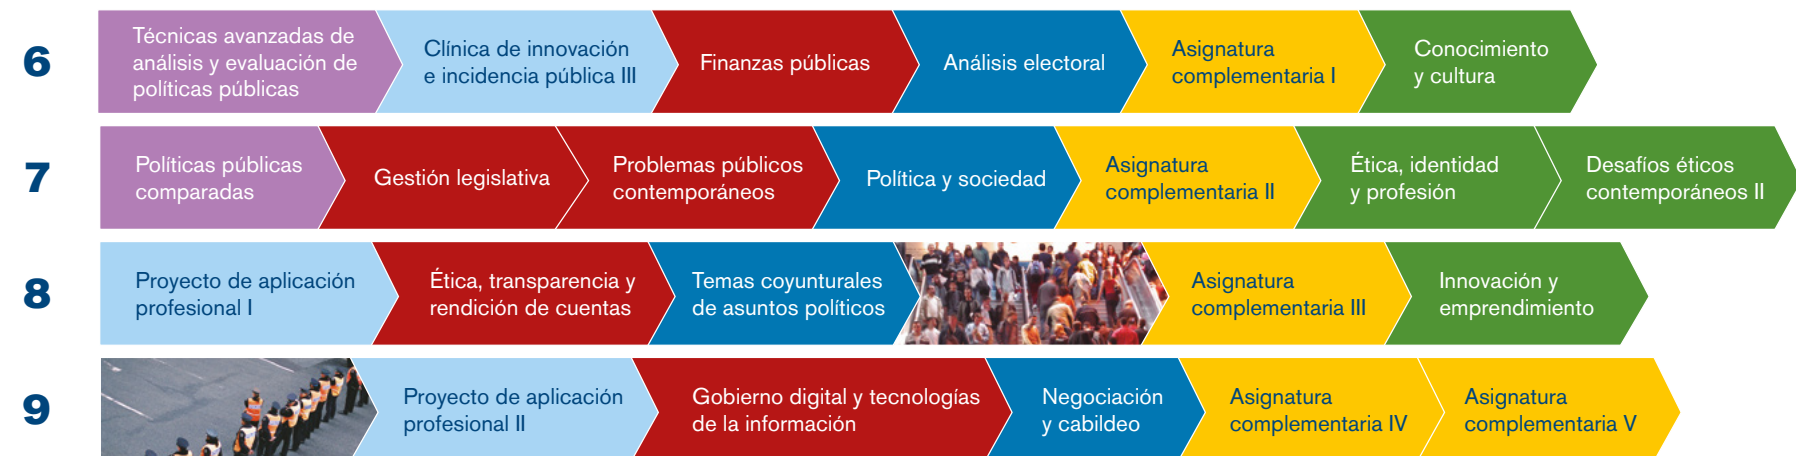 6
Técnicas avanzadas de
análisis y evaluación de
políticas públicas
Clínica de innovación
e incidencia pública III
Finanzas públicas
Análisis electoral
Asignatura
complementaria I
Conocimiento
y cultura
7
Políticas públicas
comparadas
Gestión legislativa
Problemas públicos
contemporáneos
Política y sociedad
Asignatura
complementaria II
Ética, identidad
y profesión
Desafíos éticos
contemporáneos II
8
Proyecto de aplicación
profesional I
Ética, transparencia y
rendición de cuentas
Temas coyunturales
de asuntos políticos
Asignatura
complementaria III
Innovación y
emprendimiento
9
Proyecto de aplicación
profesional II
Gobierno digital y tecnologías
de la información
Negociación
y cabildeo
Asignatura
complementaria IV
Asignatura
complementaria V